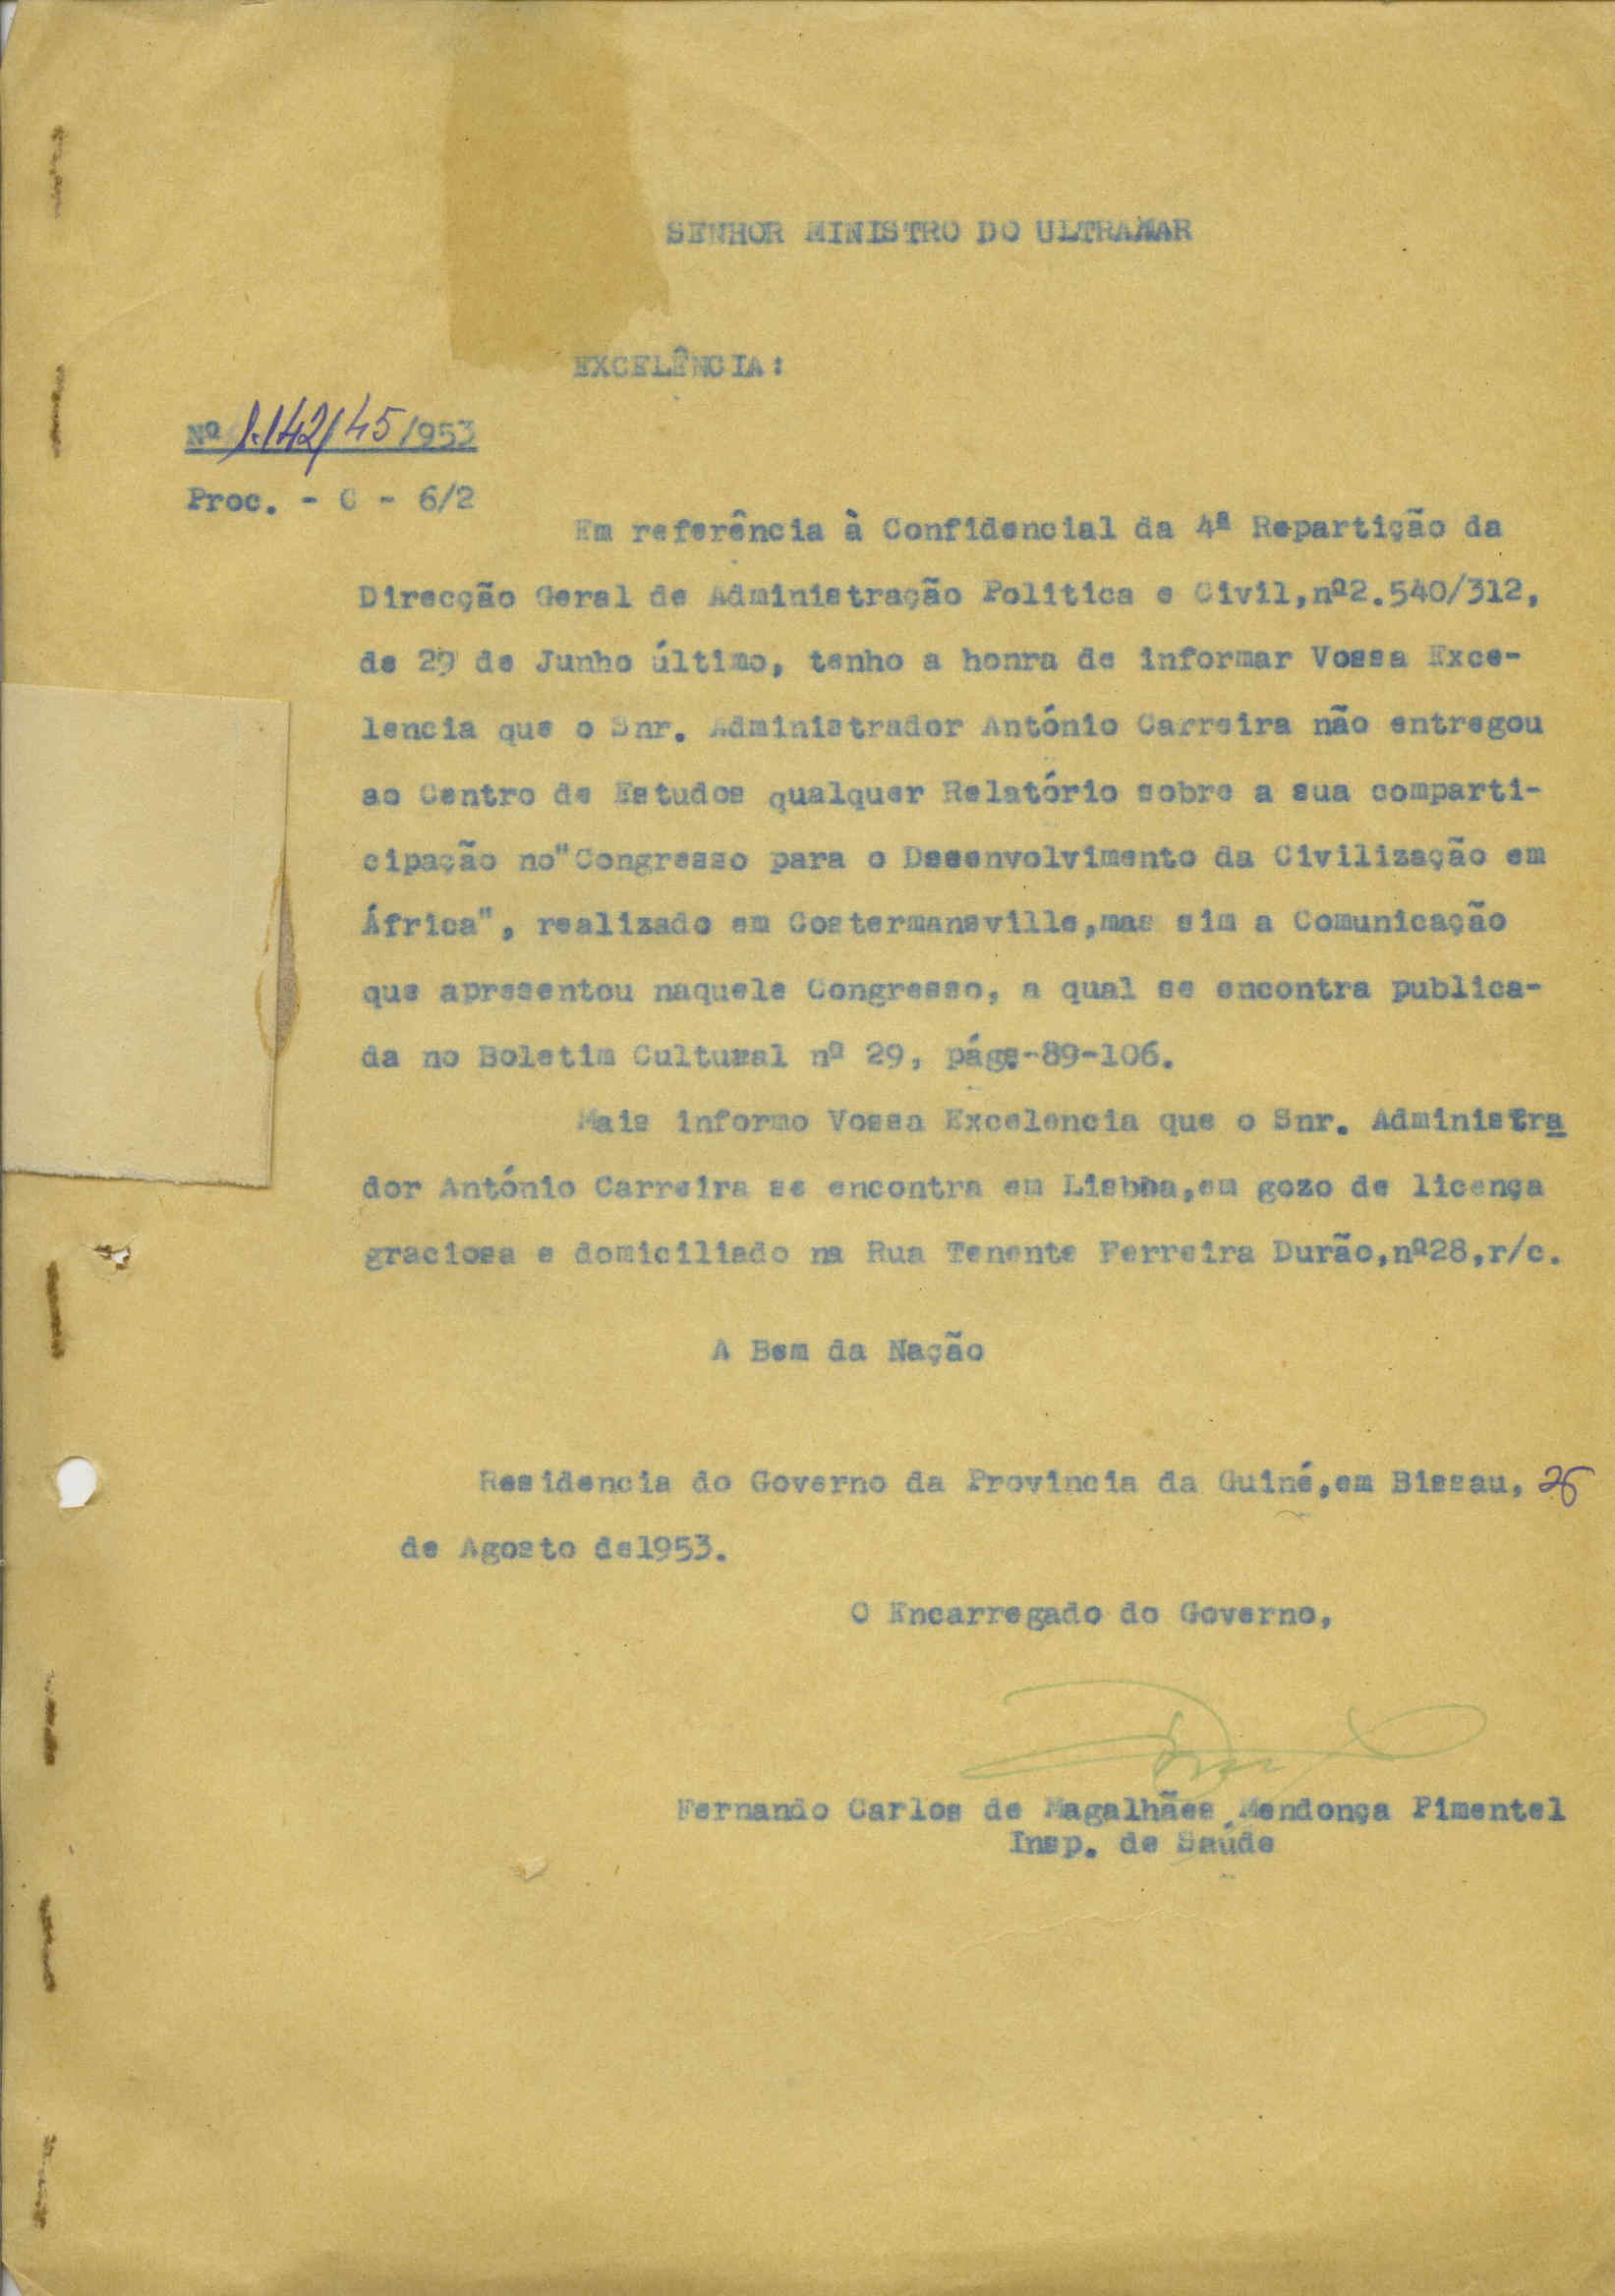 SENHOR MINISTRO DO ULTRAMAR
EXCELÊNCIA:
Nº 1.142/45/953
Proc. - C - 6/2
Em referência à Confidencial da 4ª Repartição da
Direcção Geral de Administração Politica e Civil,nº2.540/312,
de 29 de Junho último, tenho a honra de informar Vossa Exce-
lencia que o Snr. Administrador António Carreira não entregou
ao Centro de Estudos qualquer Relatório sobre a sua comparti-
cipação no"Congresso para o Desenvolvimento da Civilização em
África", realizado em Costermansville,mas sim a Comunicação
que apresentou naquele Congresso, a qual se encontra publica-
da no Boletim Cultural nº 29, págs-89-106.
Mais informo Vossa Excelencia que o Snr. Administra
dor António Carreira se encontra em Lisboa,em gozo de licença
graciosa e domiciliado na Rua Tenente Ferreira Durão,nº28,r/c.
A Bem da Nação
Residencia do Governo da Provincia da Guiné,em Bissau, 26
de Agosto de1953.
O Encarregado do Governo,
Fernando Carlos de Magalhães Mendonça Pimentel
Insp. de Saúde